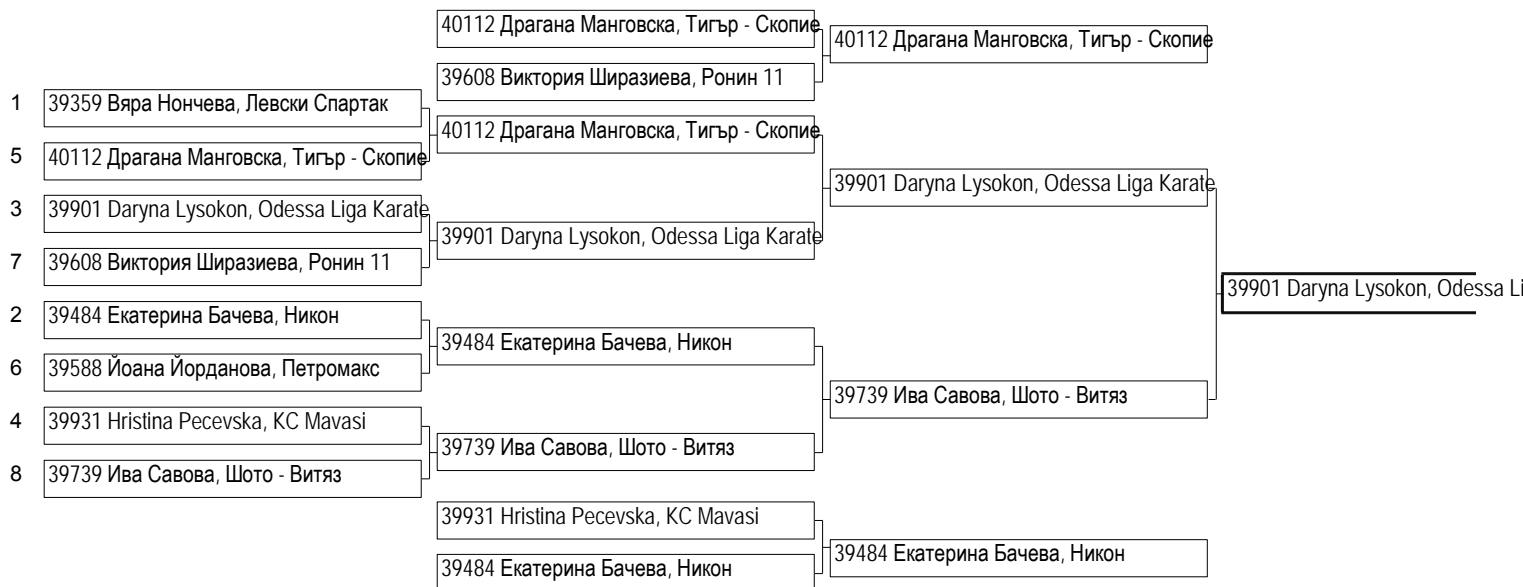 40112 Драгана Манговска, Тигър - Скопие
40112 Драгана Манговска, Тигър - Скопие
39608 Виктория Ширазиева, Ронин 11
1 39359 Вяра Нончева, Левски Спартак
40112 Драгана Манговска, Тигър - Скопие
5 40112 Драгана Манговска, Тигър - Скопие
39901 Daryna Lysokon, Odessa Liga Karate
3 39901 Daryna Lysokon, Odessa Liga Karate
39901 Daryna Lysokon, Odessa Liga Karate
7 39608 Виктория Ширазиева, Ронин 11
39901 Daryna Lysokon, Odessa Li
2 39484 Екатерина Бачева, Никон
39484 Екатерина Бачева, Никон
6 39588 Йоана Йорданова, Петромакс
39739 Ива Савова, Шото - Витяз
4 39931 Hristina Pecevska, KC Mavasi
39739 Ива Савова, Шото - Витяз
8 39739 Ива Савова, Шото - Витяз
39931 Hristina Pecevska, KC Mavasi
39484 Екатерина Бачева, Никон
39484 Екатерина Бачева, Никон